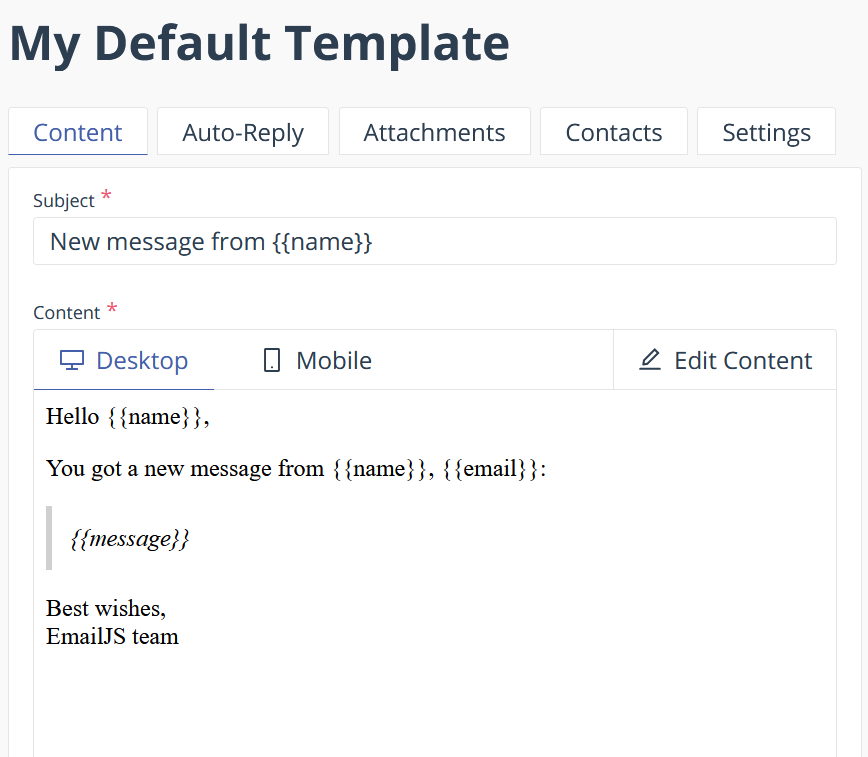 My Default Template
Content Auto-Reply Attachments Contacts Settings
Subject *
New message from {{name}}
Content *
Desktop Mobile Edit Content
Hello {{name}},
You got a new message from {{name}}, {{email}}:
{{message}}
Best wishes,
EmailJS team